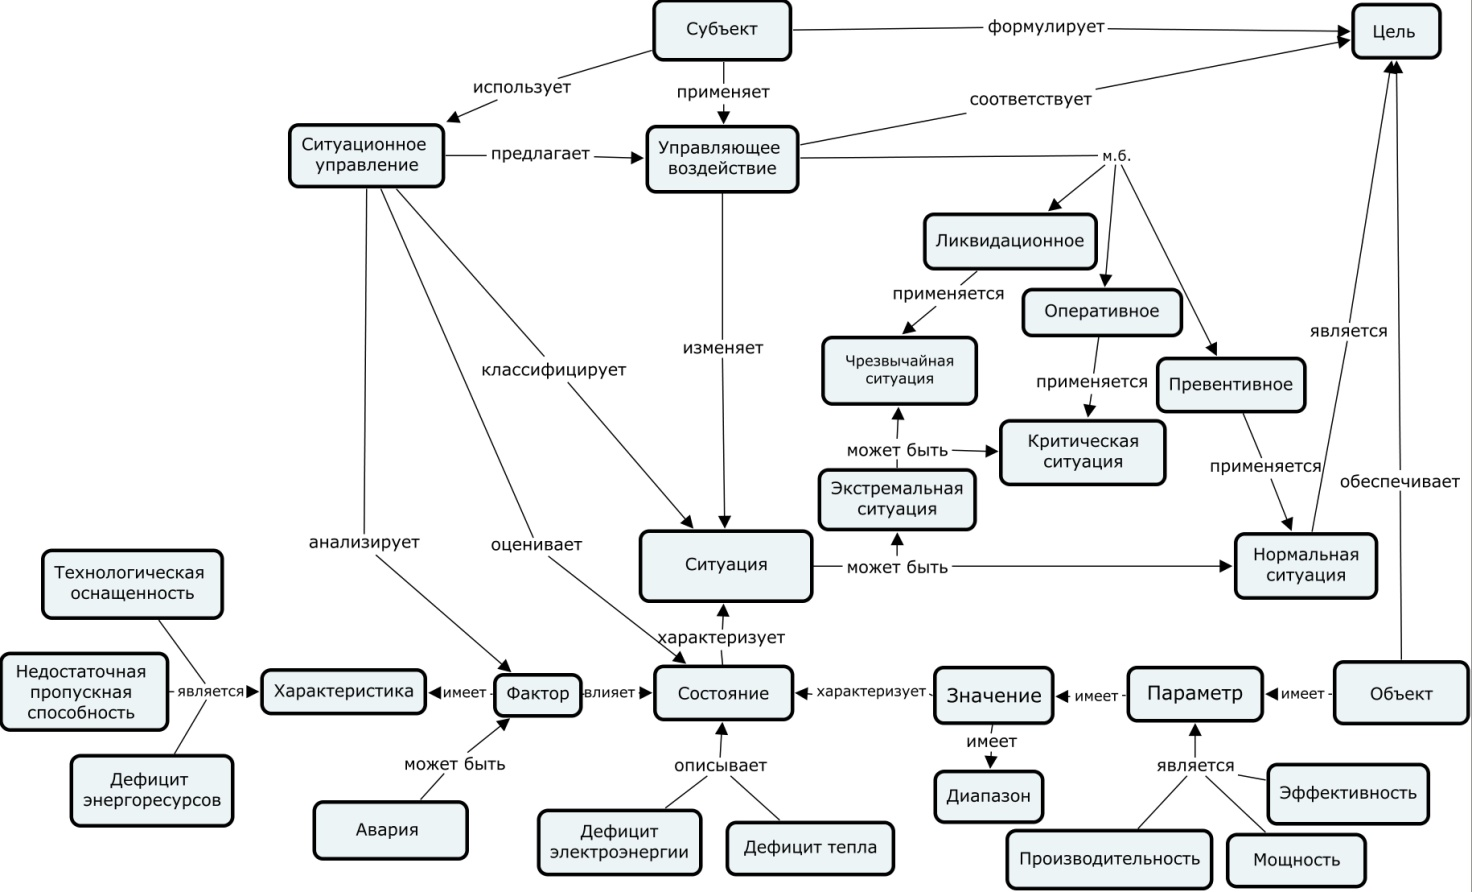 Субъект
формулирует
Цель
использует
применяет
соответствует
Ситуационное
управление
предлагает
Управляющее
воздействие
м.б.
Ликвидационное
применяется
Оперативное
изменяет
является
Чрезвычайная
ситуация
классифицирует
применяется
Превентивное
может быть
Критическая
ситуация
применяется
обеспечивает
Экстремальная
ситуация
анализирует
оценивает
Ситуация
может быть
Нормальная
ситуация
Технологическая
оснащенность
характеризует
Недостаточная
пропускная
способность
является
Характеристика
имеет
Фактор
влияет
Состояние
характеризует
Значение
имеет
Параметр
имеет
Объект
имеет
может быть
описывает
является
Дефицит
энергоресурсов
Диапазон
Эффективность
Авария
Дефицит
электроэнергии
Дефицит тепла
Производительность
Мощность